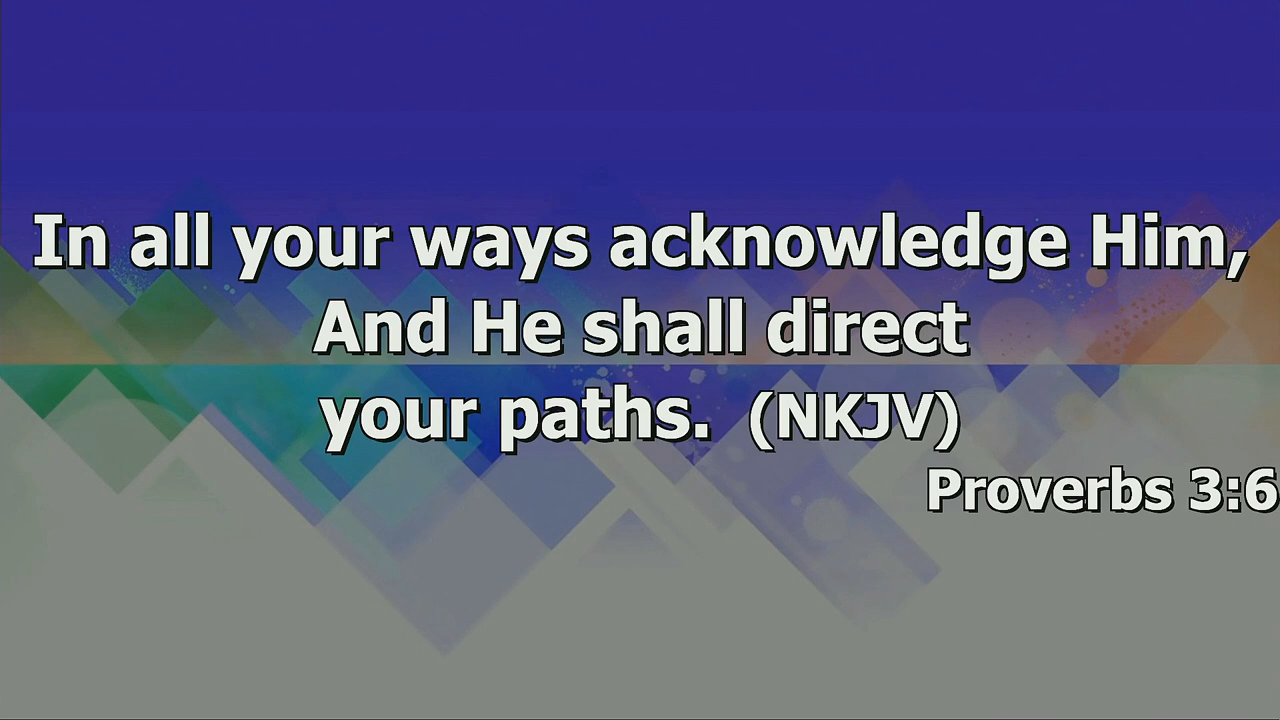 In all your ways acknowledge Him,
And He shall direct
your paths. (NKJV)
Proverbs 3:6